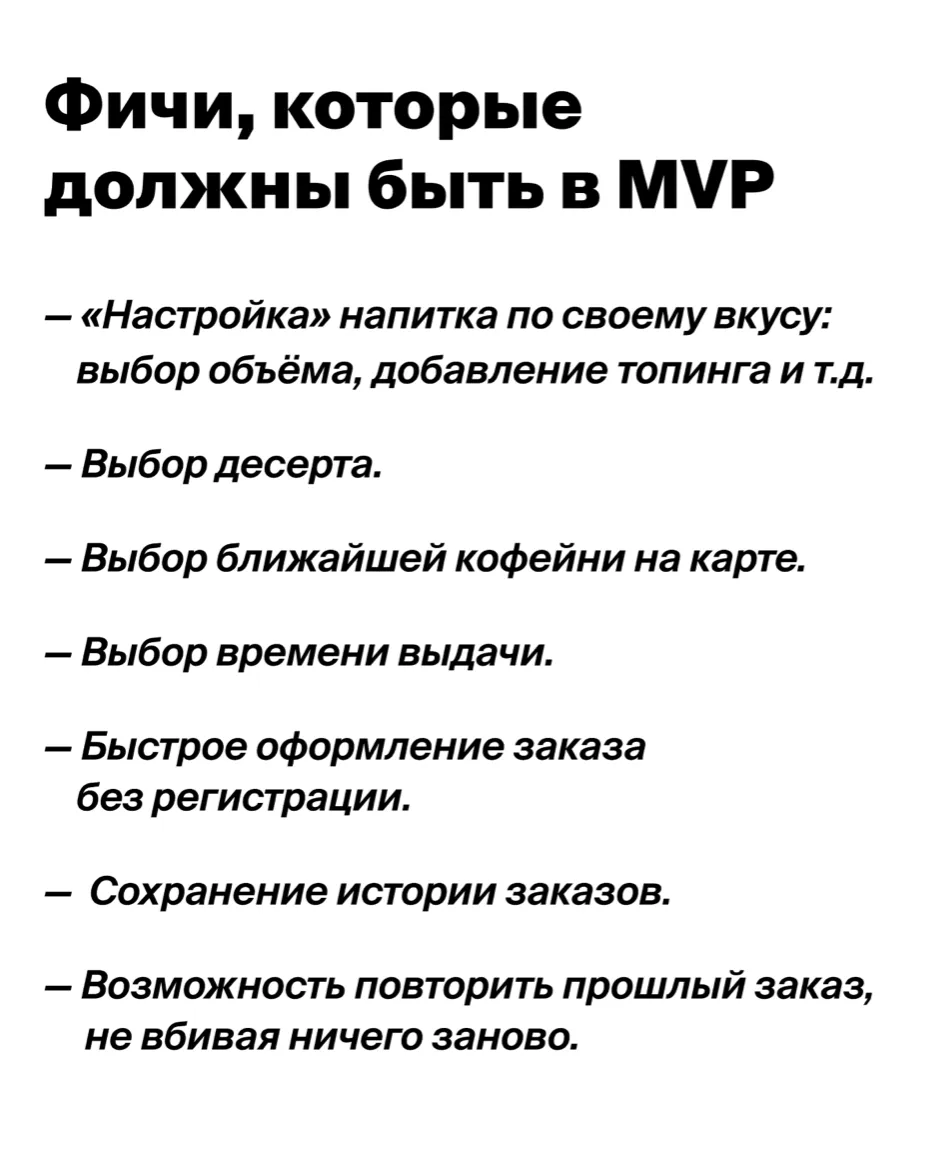 Фичи, которые
должны быть в MVP
— «Настройка» напитка по своему вкусу:
выбор объёма, добавление топинга и т.д.
— Выбор десерта.
— Выбор ближайшей кофейни на карте.
— Выбор времени выдачи.
— Быстрое оформление заказа
без регистрации.
— Сохранение истории заказов.
— Возможность повторить прошлый заказ,
не вбивая ничего заново.